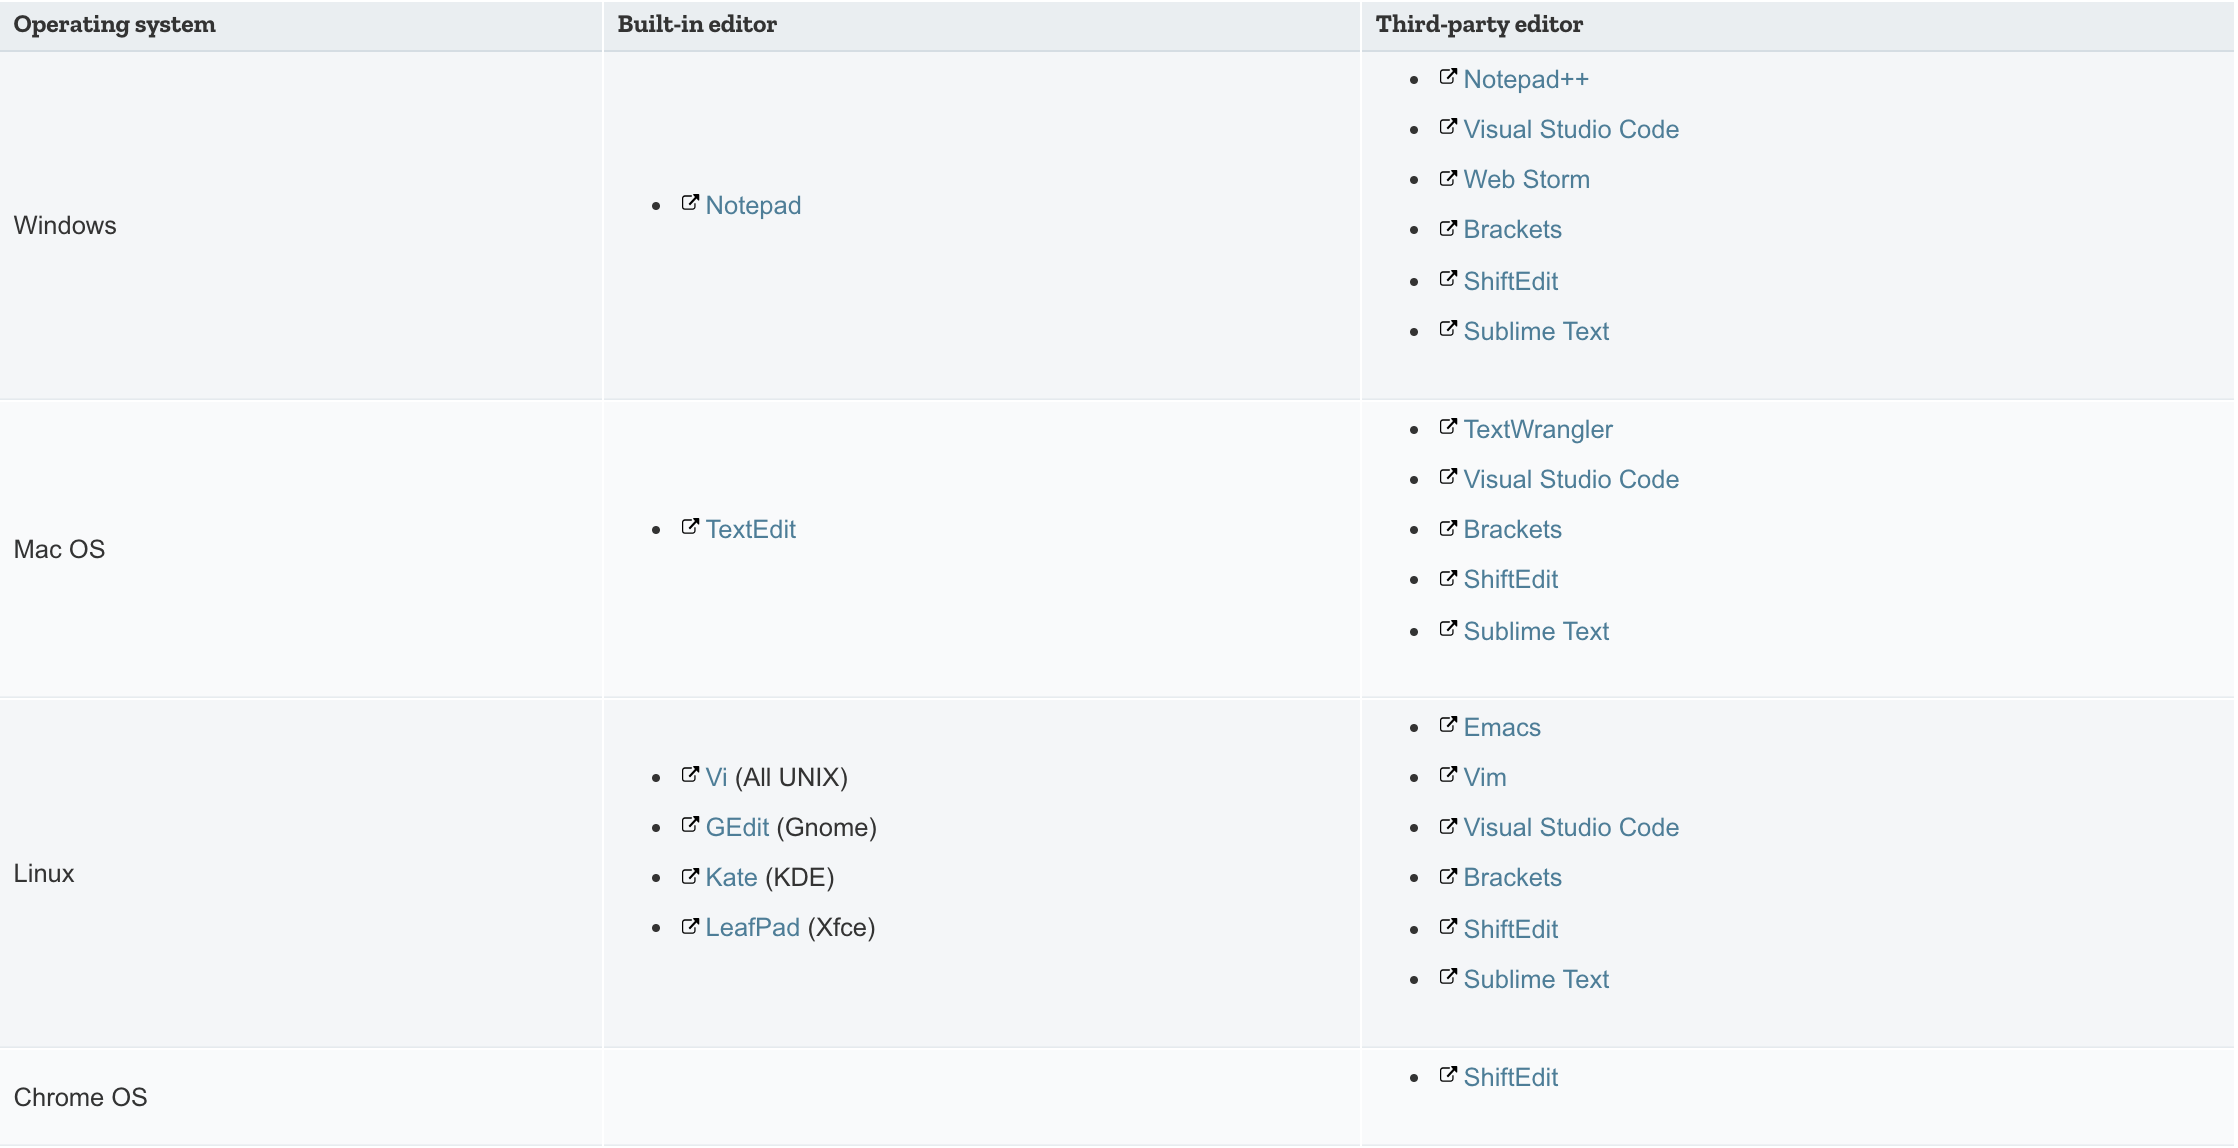 Operating system Built-in editor Third-party editor
Windows
Notepad
Notepad++
Visual Studio Code
Web Storm
Brackets
ShiftEdit
Sublime Text
Mac OS
TextEdit
TextWrangler
Visual Studio Code
Brackets
ShiftEdit
Sublime Text
Linux
Vi (All UNIX)
GEdit (Gnome)
Kate (KDE)
LeafPad (Xfce)
Emacs
Vim
Visual Studio Code
Brackets
ShiftEdit
Sublime Text
Chrome OS
ShiftEdit